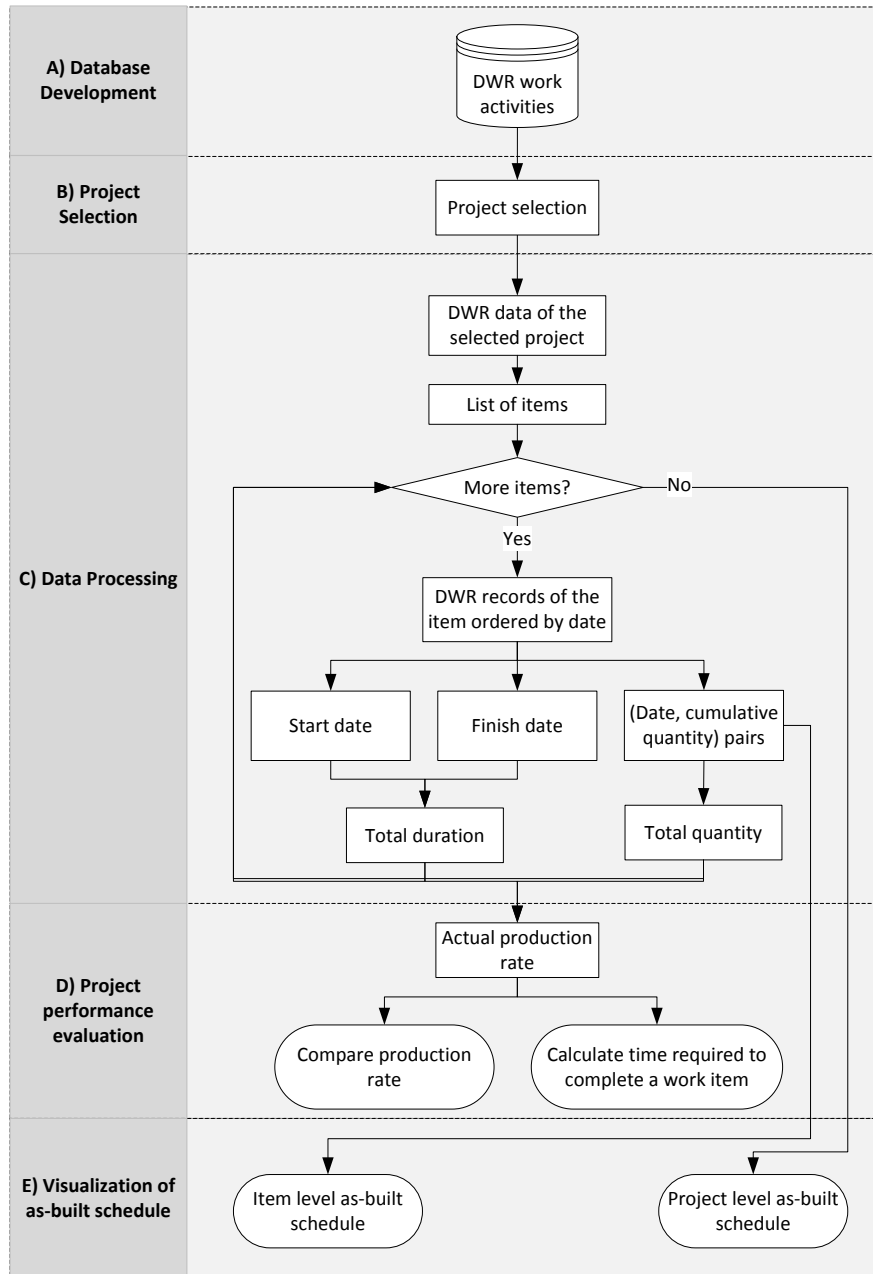 A) Database
Development
DWR work
activities
B) Project
Selection
Project selection
C) Data Processing
DWR data of the
selected project
List of items
More items?
No
Yes
DWR records of the
item ordered by date
Start date
Finish date
(Date, cumulative
quantity) pairs
Total duration
Total quantity
D) Project
performance
evaluation
Actual production
rate
Compare production
rate
Calculate time required to
complete a work item
E) Visualization of
as-built schedule
Item level as-built
schedule
Project level as-built
schedule